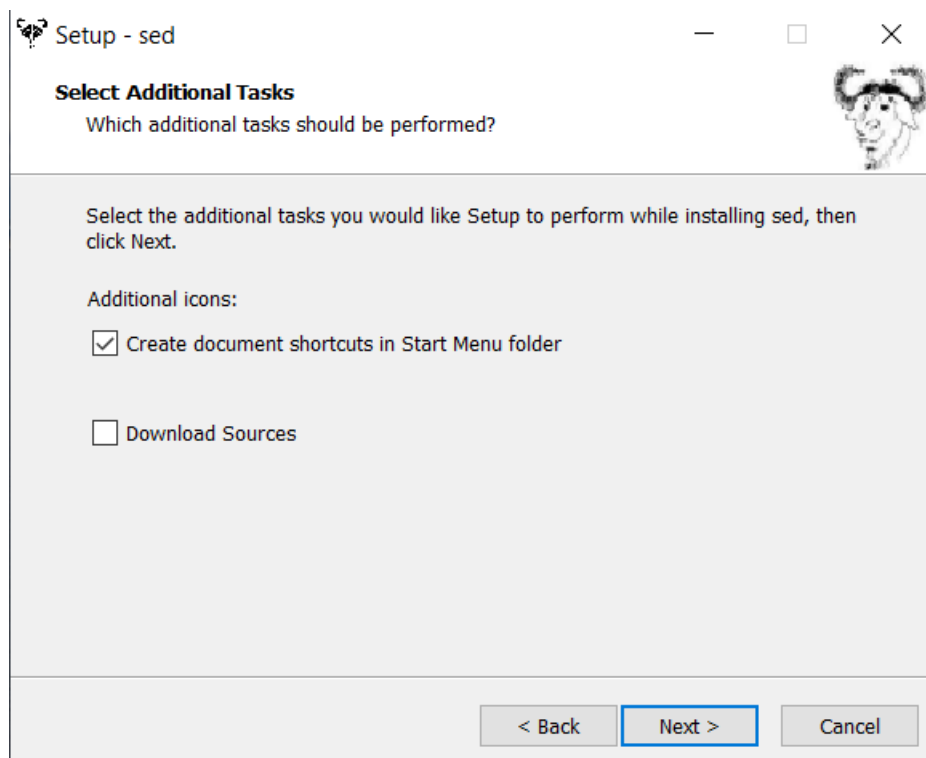 Setup - sed
Select Additional Tasks
Which additional tasks should be performed?
Select the additional tasks you would like Setup to perform while installing sed, then
click Next.
Additional icons:
Create document shortcuts in Start Menu folder
Download Sources
< Back
Next >
Cancel